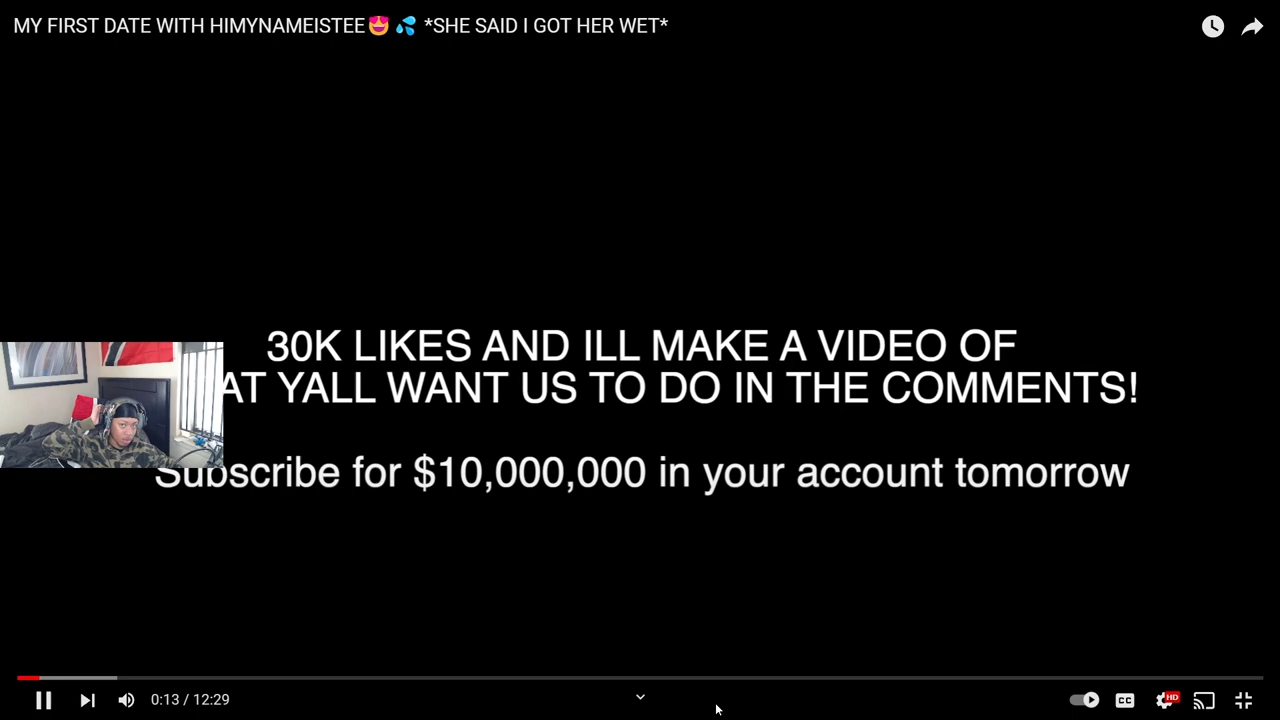 MY FIRST DATE WITH HIMYNAMEISTEE😍💦 *SHE SAID I GOT HER WET*
30K LIKES AND ILL MAKE A VIDEO OF
AT YALL WANT US TO DO IN THE COMMENTS!
Subscribe for $10,000,000 in your account tomorrow
0:13 / 12:29
CC
HD